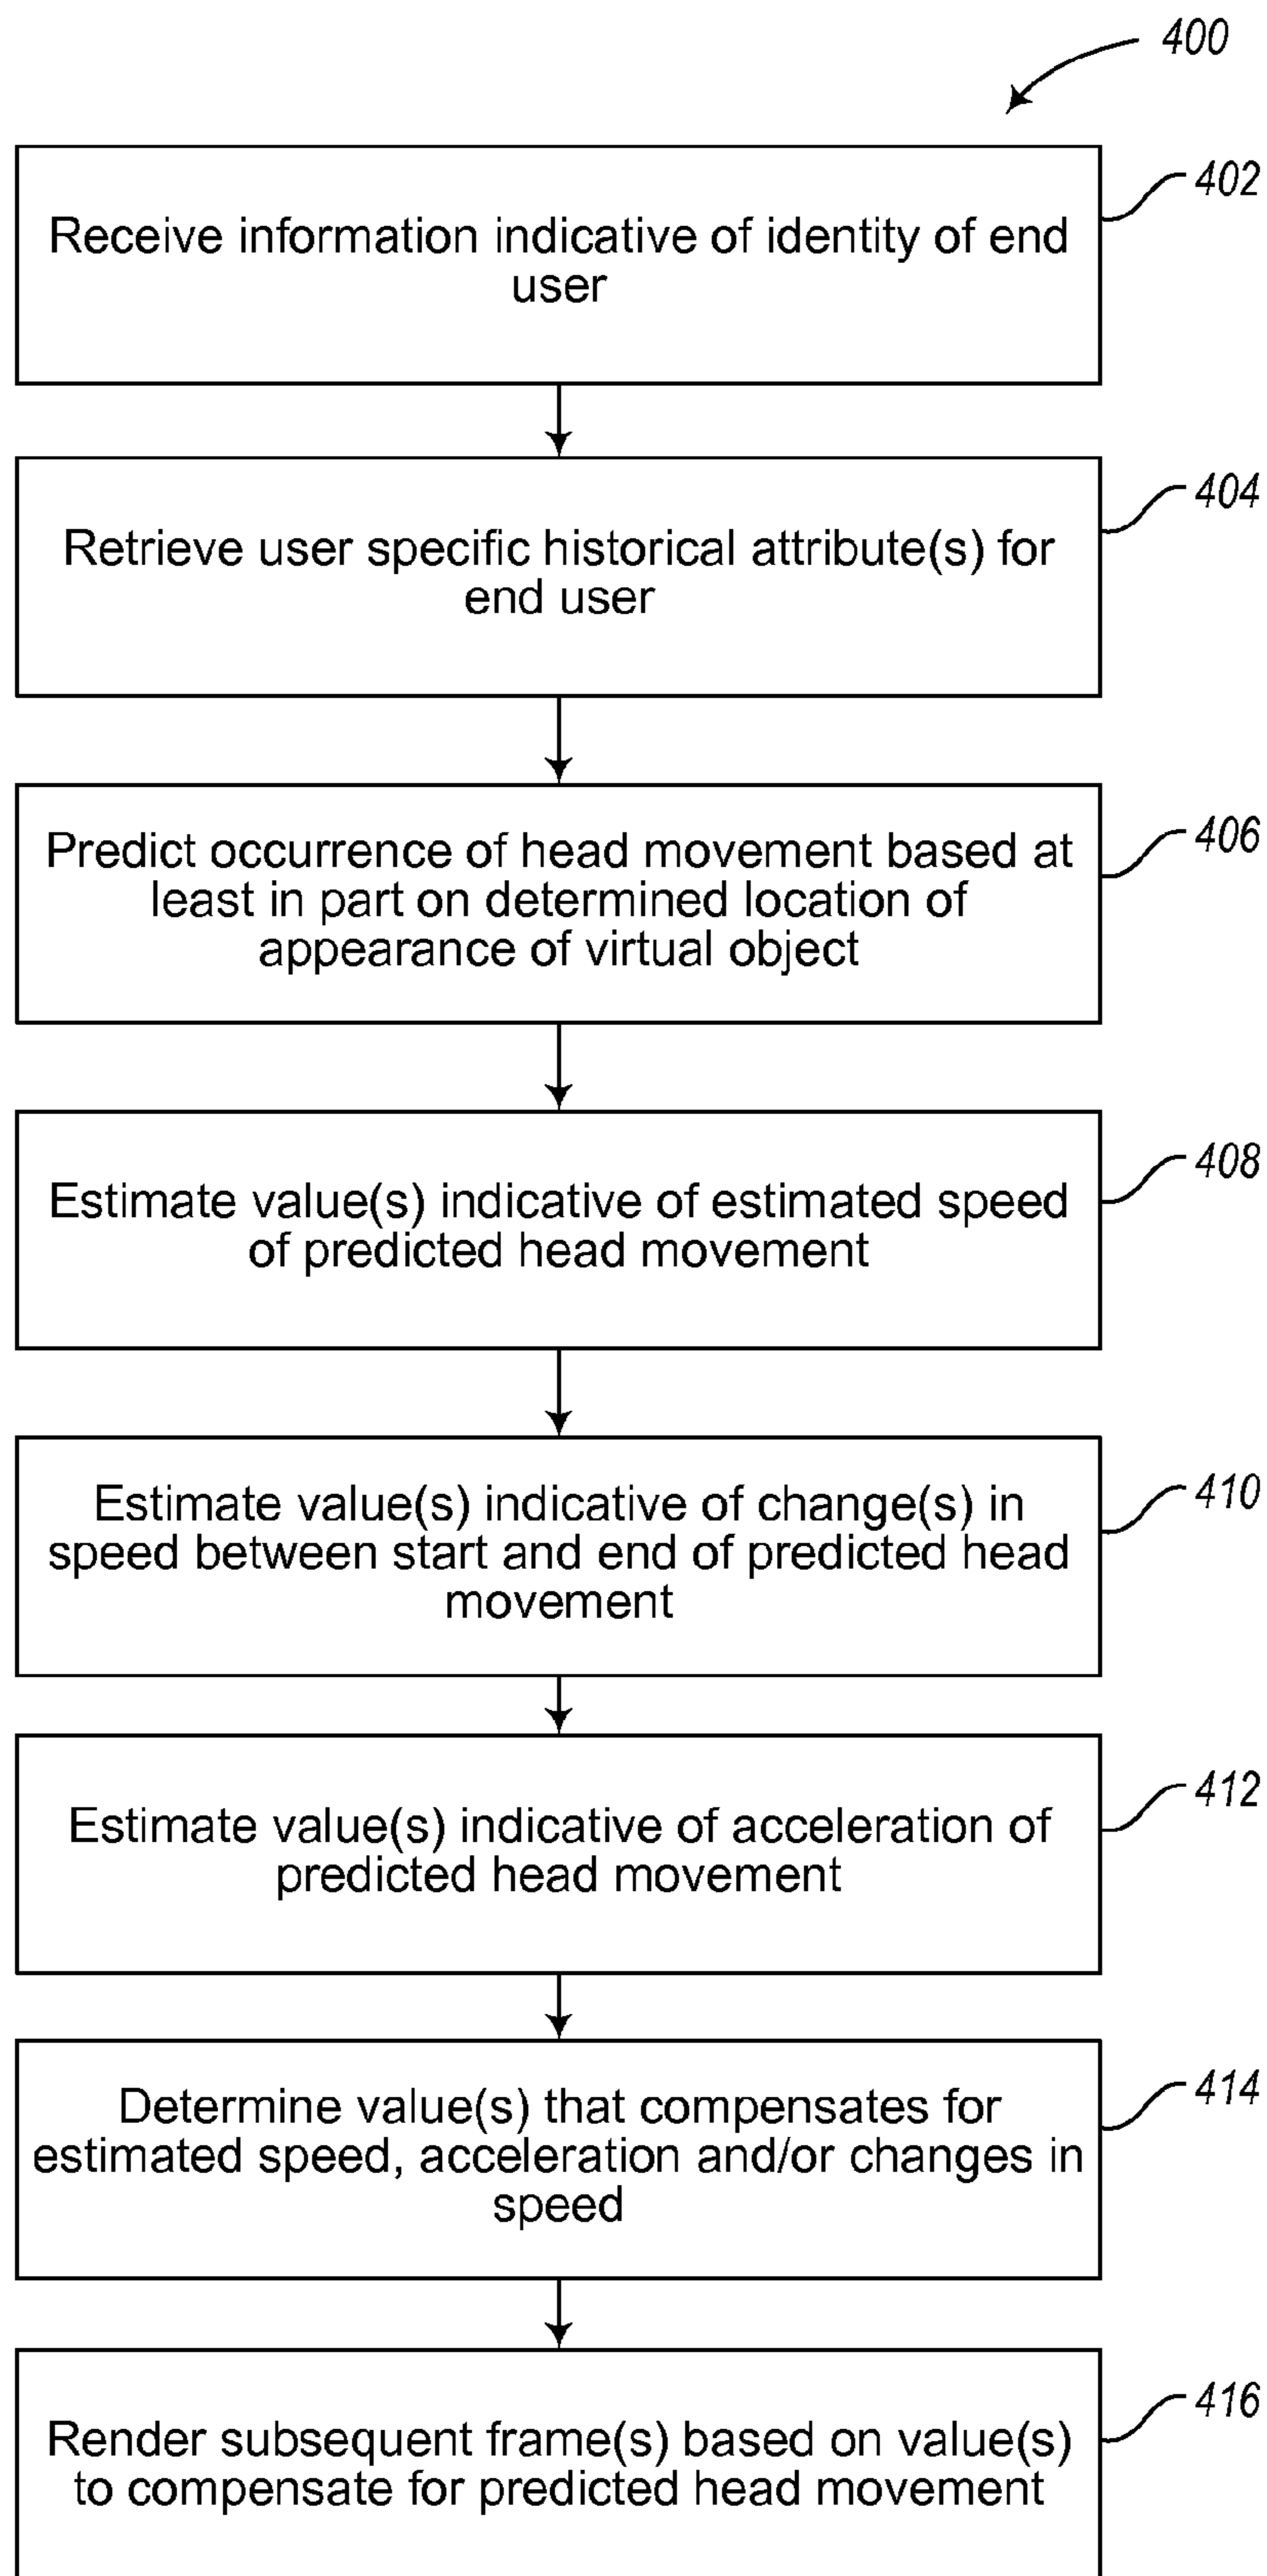 400
402
Receive information indicative of identity of end
user
404
Retrieve user specific historical attribute(s) for
end user
406
Predict occurrence of head movement based at
least in part on determined location of
appearance of virtual object
408
Estimate value(s) indicative of estimated speed
of predicted head movement
410
Estimate value(s) indicative of change(s) in
speed between start and end of predicted head
movement
412
Estimate value(s) indicative of acceleration of
predicted head movement
414
Determine value(s) that compensates for
estimated speed, acceleration and/or changes in
speed
416
Render subsequent frame(s) based on value(s)
to compensate for predicted head movement